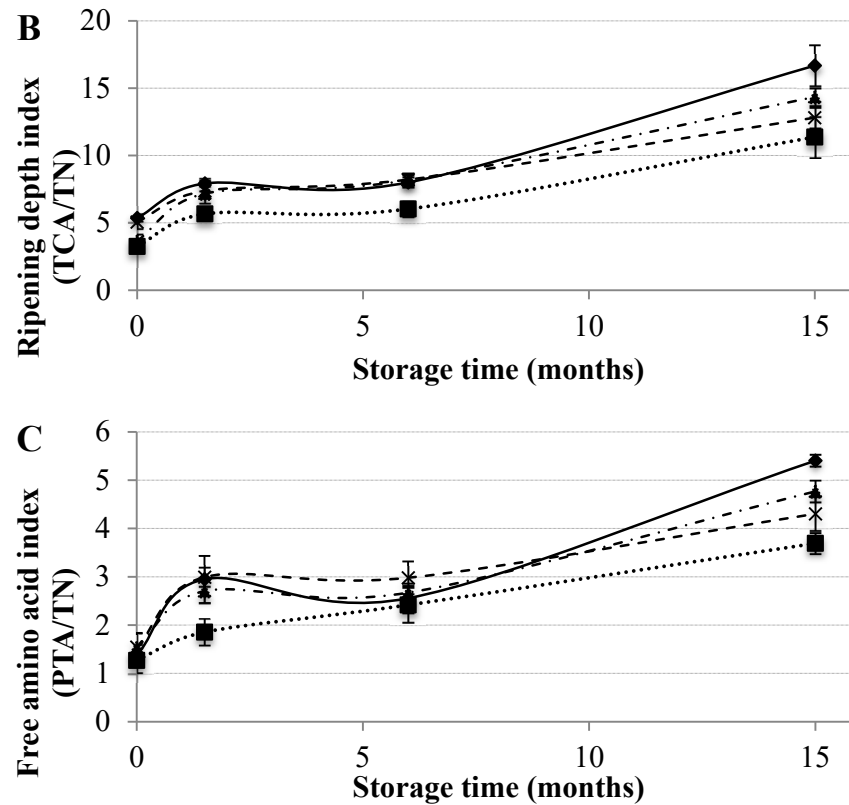 B
20
15
10
5
0
0 5 10 15
Ripening depth index
(TCA/TN)
Storage time (months)
C
6
5
4
3
2
1
0
0 5 10 15
Free amino acid index
(PTA/TN)
Storage time (months)